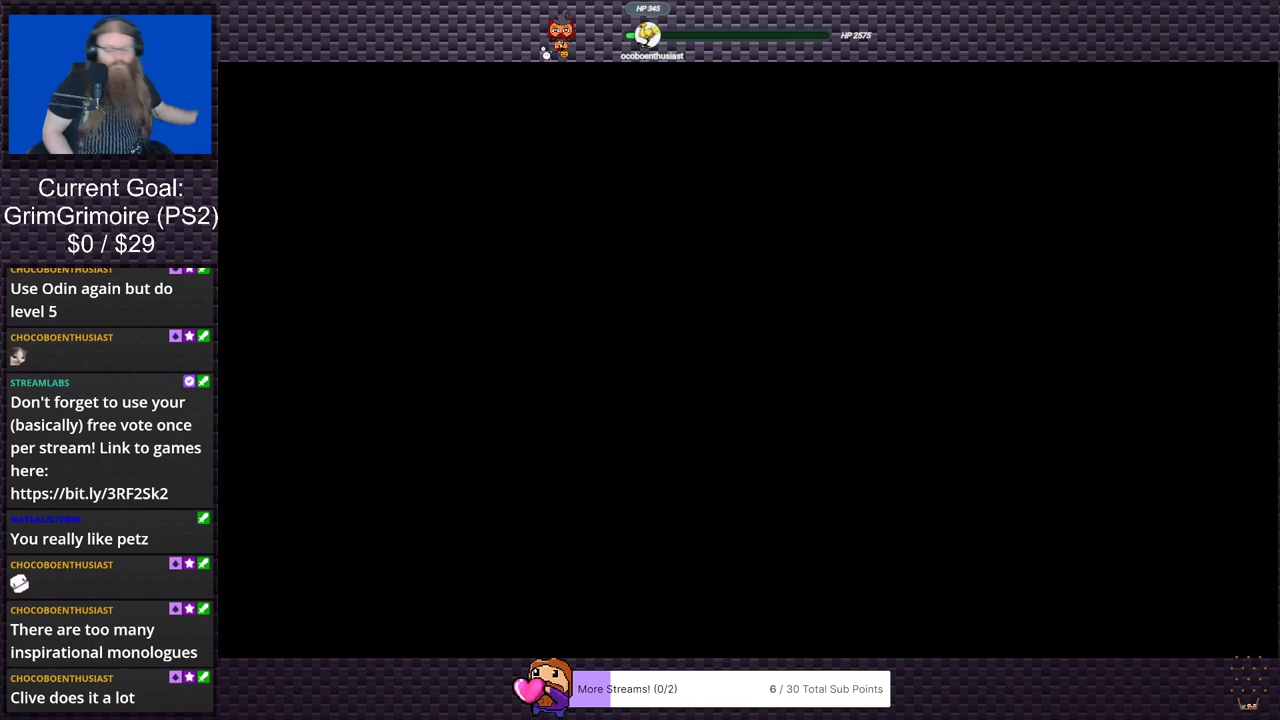 HP 345
HP 2575
ocoboenthusiast
Current Goal:
GrimGrimoire (PS2)
$0 / $29
CHOCOBOENTHUSIAST
Use Odin again but do
level 5
CHOCOBOENTHUSIAST
STREAMLABS
Don't forget to use your
(basically) free vote once
per stream! Link to games
here:
https://bit.ly/3RF2Sk2
You really like petz
CHOCOBOENTHUSIAST
CHOCOBOENTHUSIAST
There are too many
inspirational monologues
CHOCOBOENTHUSIAST
Clive does it a lot
More Streams! (0/2)
6 / 30 Total Sub Points